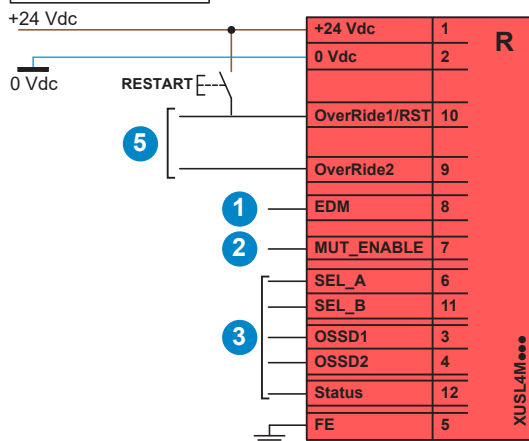 +24 Vdc
0 Vdc
RESTART
5
1
2
3
+24 Vdc 1
0 Vdc 2
OverRide1/RST 10
OverRide2 9
EDM 8
MUT_ENABLE 7
SEL_A 6
SEL_B 11
OSSD1 3
OSSD2 4
Status 12
FE 5
R
XUSL4M●●●